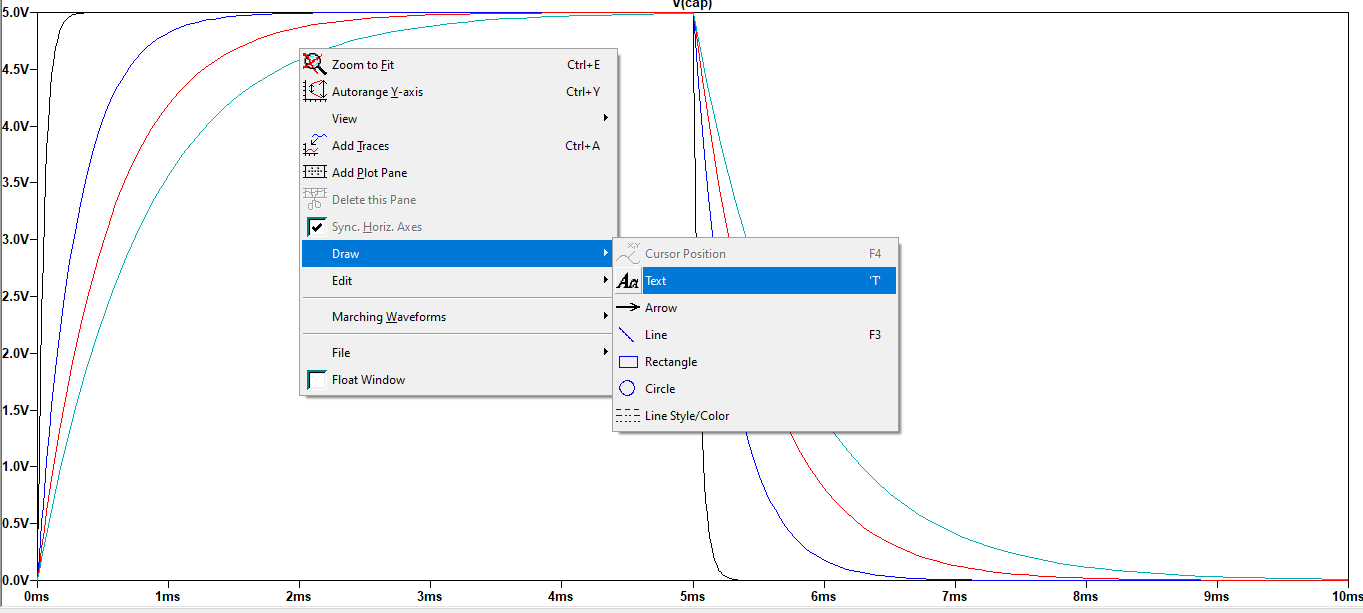 V(cap)
5.0V
4.5V
4.0V
3.5V
3.0V
2.5V
2.0V
1.5V
1.0V
0.5V
0.0V
0ms 1ms 2ms 3ms 4ms 5ms 6ms 7ms 8ms 9ms 10ms
Zoom to Fit Ctrl+E
Autorange Y-axis Ctrl+Y
View
Add Traces Ctrl+A
Add Plot Pane
Delete this Pane
Sync. Horiz. Axes
Draw
Edit
Marching Waveforms
File
Float Window
Cursor Position F4
Aa Text 'T'
Arrow
Line F3
Rectangle
Circle
Line Style/Color